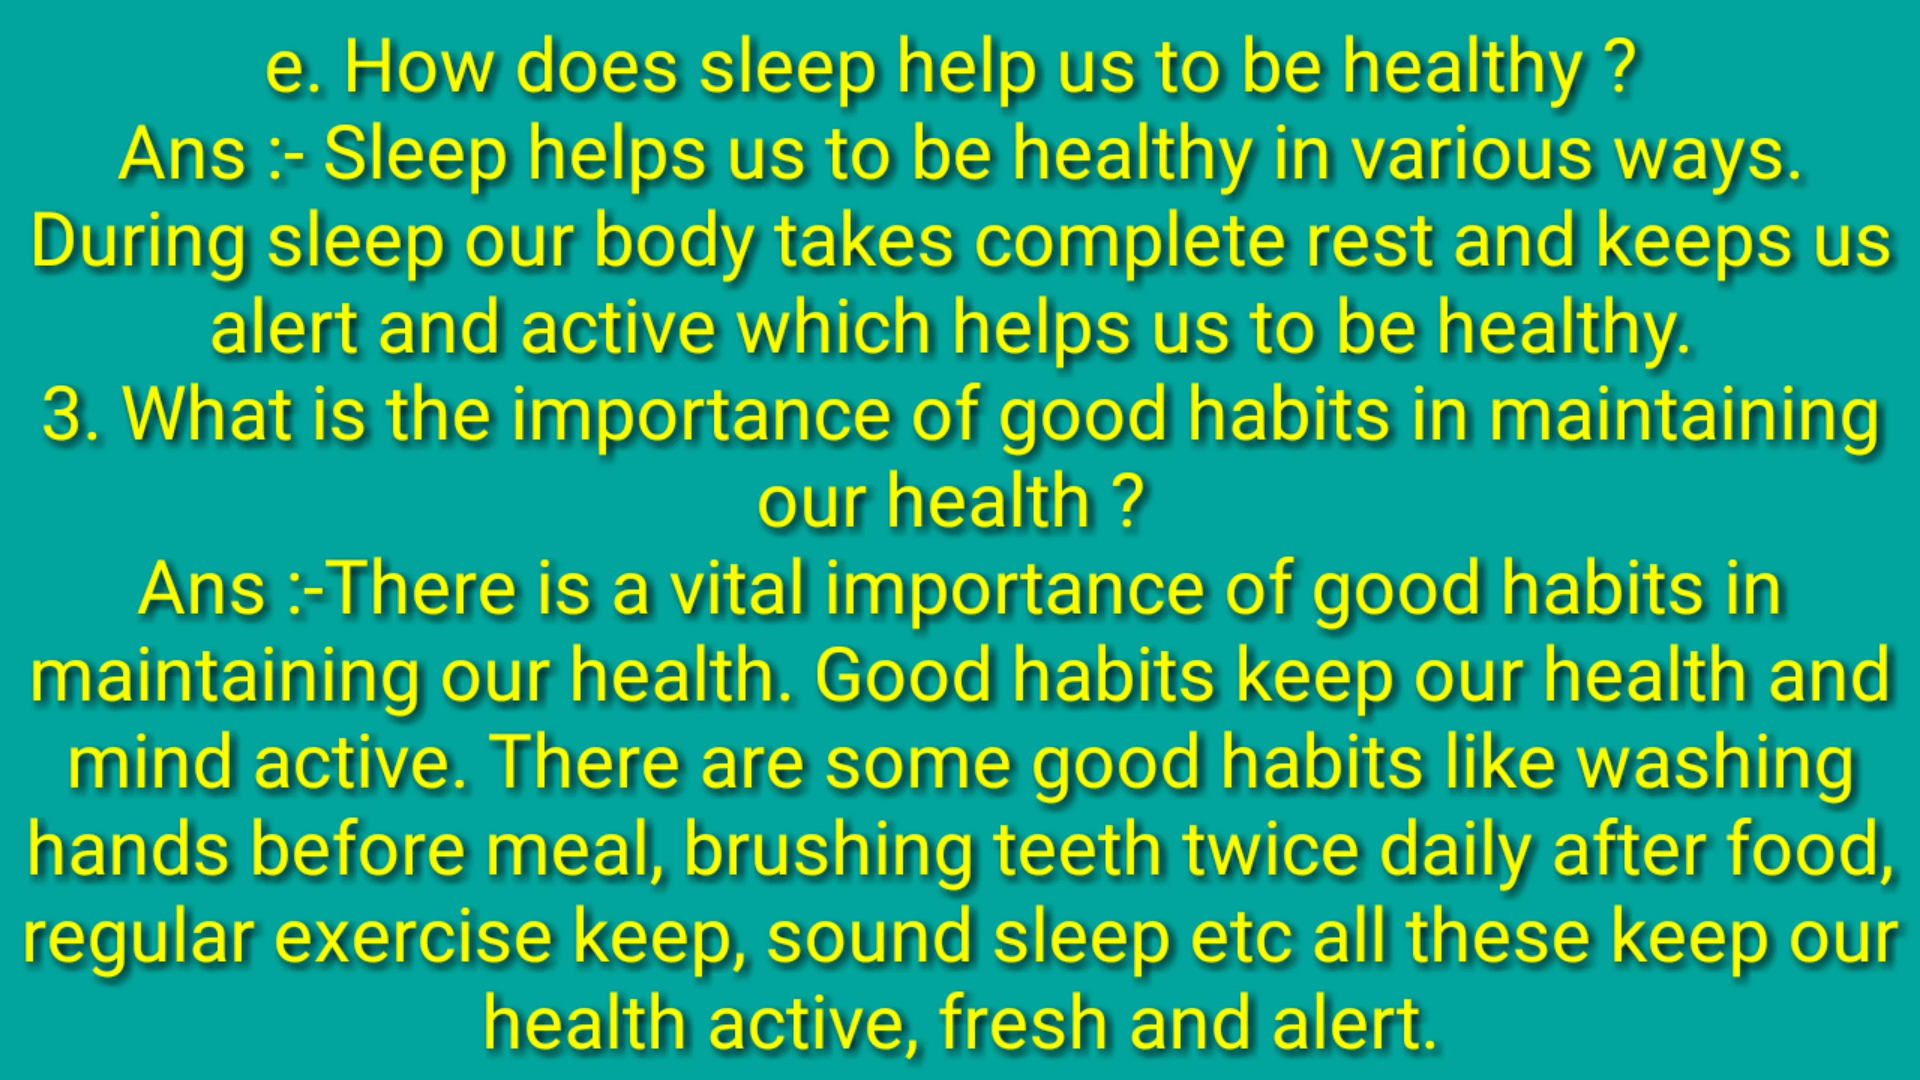 e. How does sleep help us to be healthy ?
Ans :- Sleep helps us to be healthy in various ways.
During sleep our body takes complete rest and keeps us
alert and active which helps us to be healthy.
3. What is the importance of good habits in maintaining
our health ?
Ans :-There is a vital importance of good habits in
maintaining our health. Good habits keep our health and
mind active. There are some good habits like washing
hands before meal, brushing teeth twice daily after food,
regular exercise keep, sound sleep etc all these keep our
health active, fresh and alert.